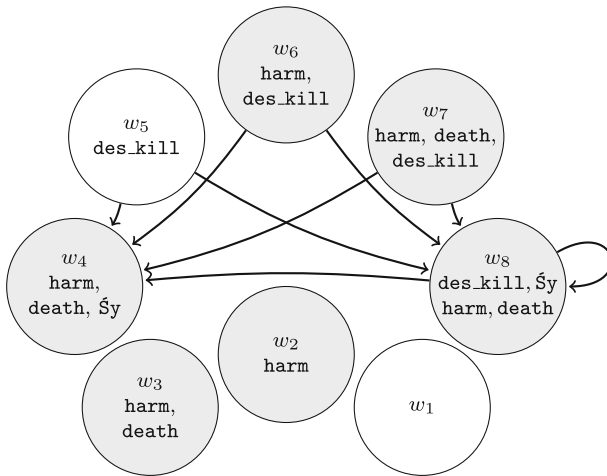 w₆
harm,
des_kill
w₅
des_kill
w₇
harm, death,
des_kill
w₄
harm,
death, Śy
w₈
des_kill, Śy
harm, death
w₂
harm
w₃
harm,
death
w₁